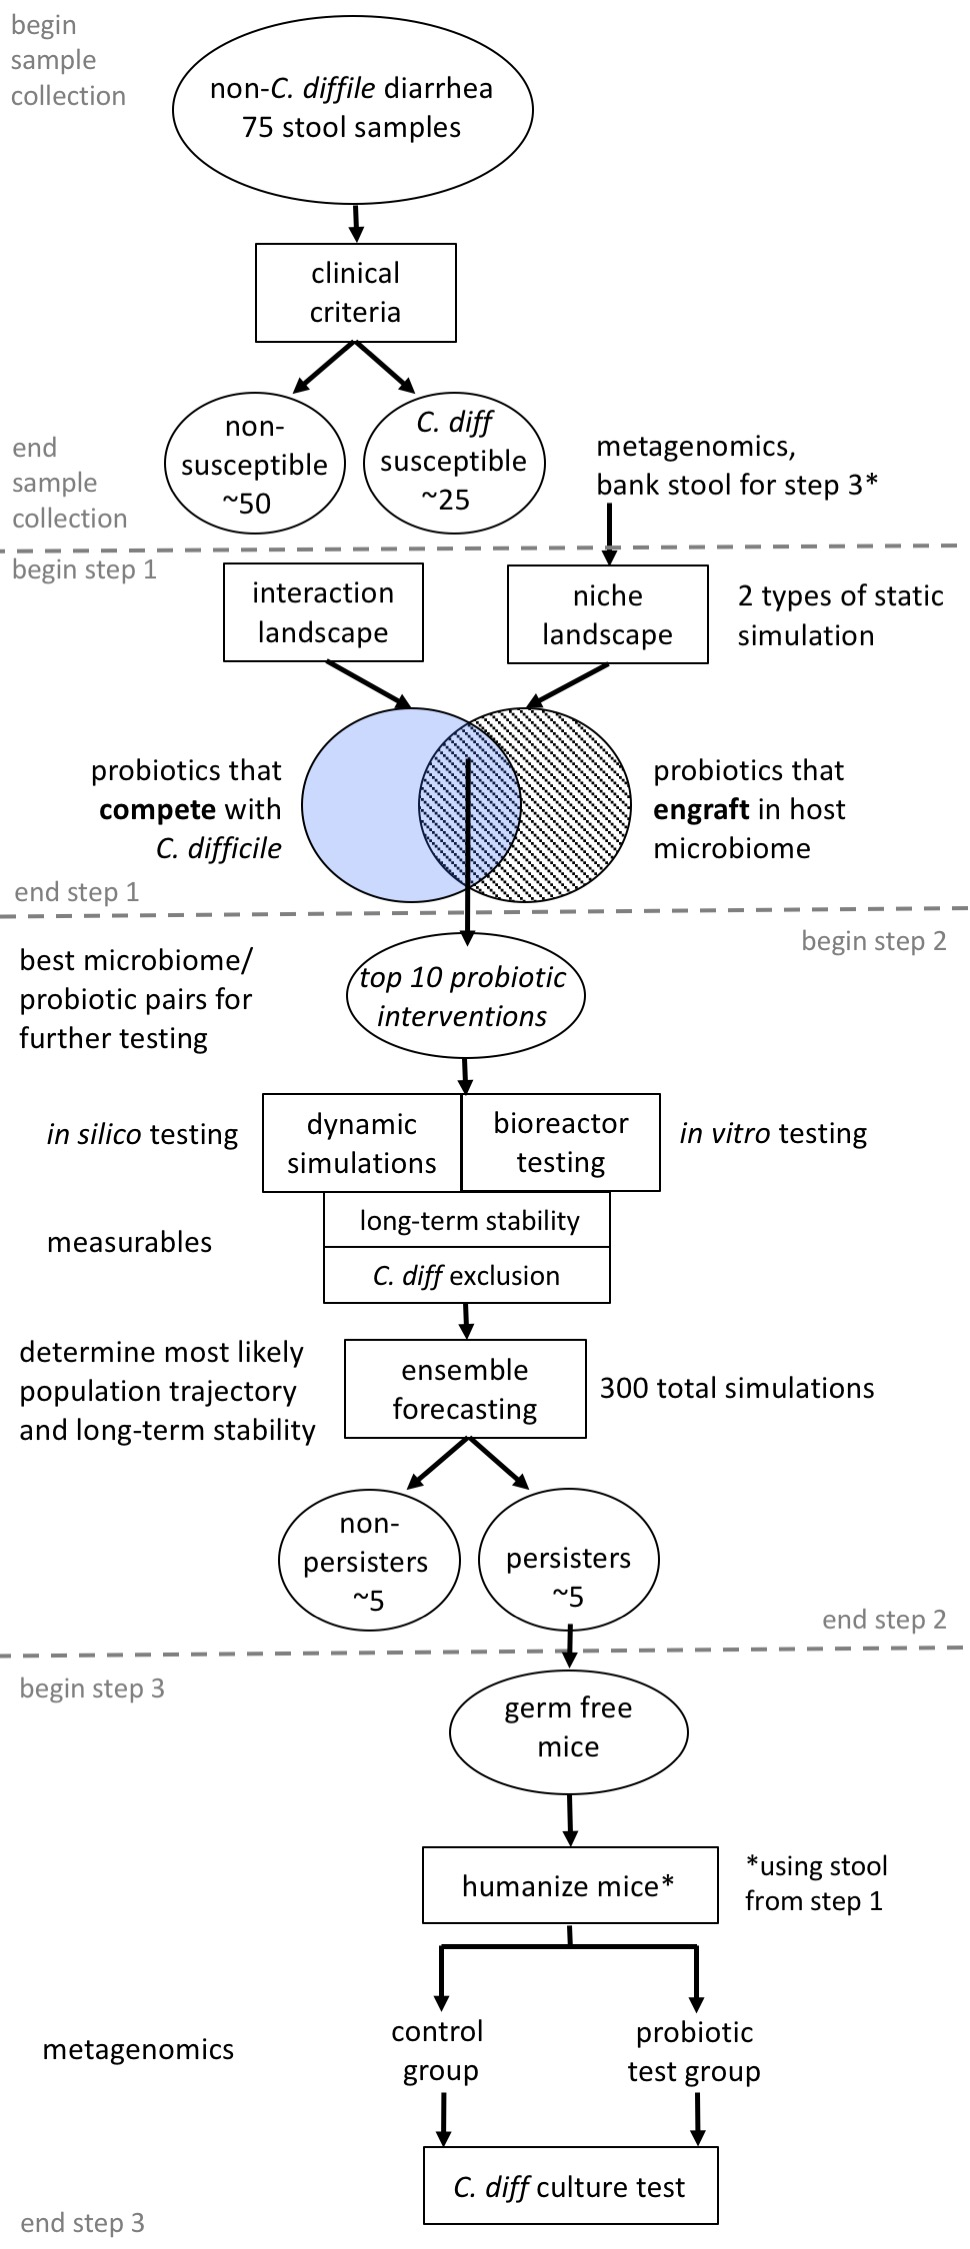 begin
sample
collection
non-C. diffile diarrhea
75 stool samples
clinical
criteria
non-
susceptible
~50
C. diff
susceptible
~25
end
sample
collection
metagenomics,
bank stool for step 3*
begin step 1
interaction
landscape
niche
landscape
2 types of static
simulation
probiotics that
compete with
C. difficile
probiotics that
engraft in host
microbiome
end step 1
begin step 2
best microbiome/
probiotic pairs for
further testing
top 10 probiotic
interventions
in silico testing
dynamic
simulations
bioreactor
testing
in vitro testing
measurables
long-term stability
C. diff exclusion
determine most likely
population trajectory
and long-term stability
ensemble
forecasting
300 total simulations
non-
persisters
~5
persisters
~5
end step 2
begin step 3
germ free
mice
humanize mice*
*using stool
from step 1
metagenomics
control
group
probiotic
test group
C. diff culture test
end step 3